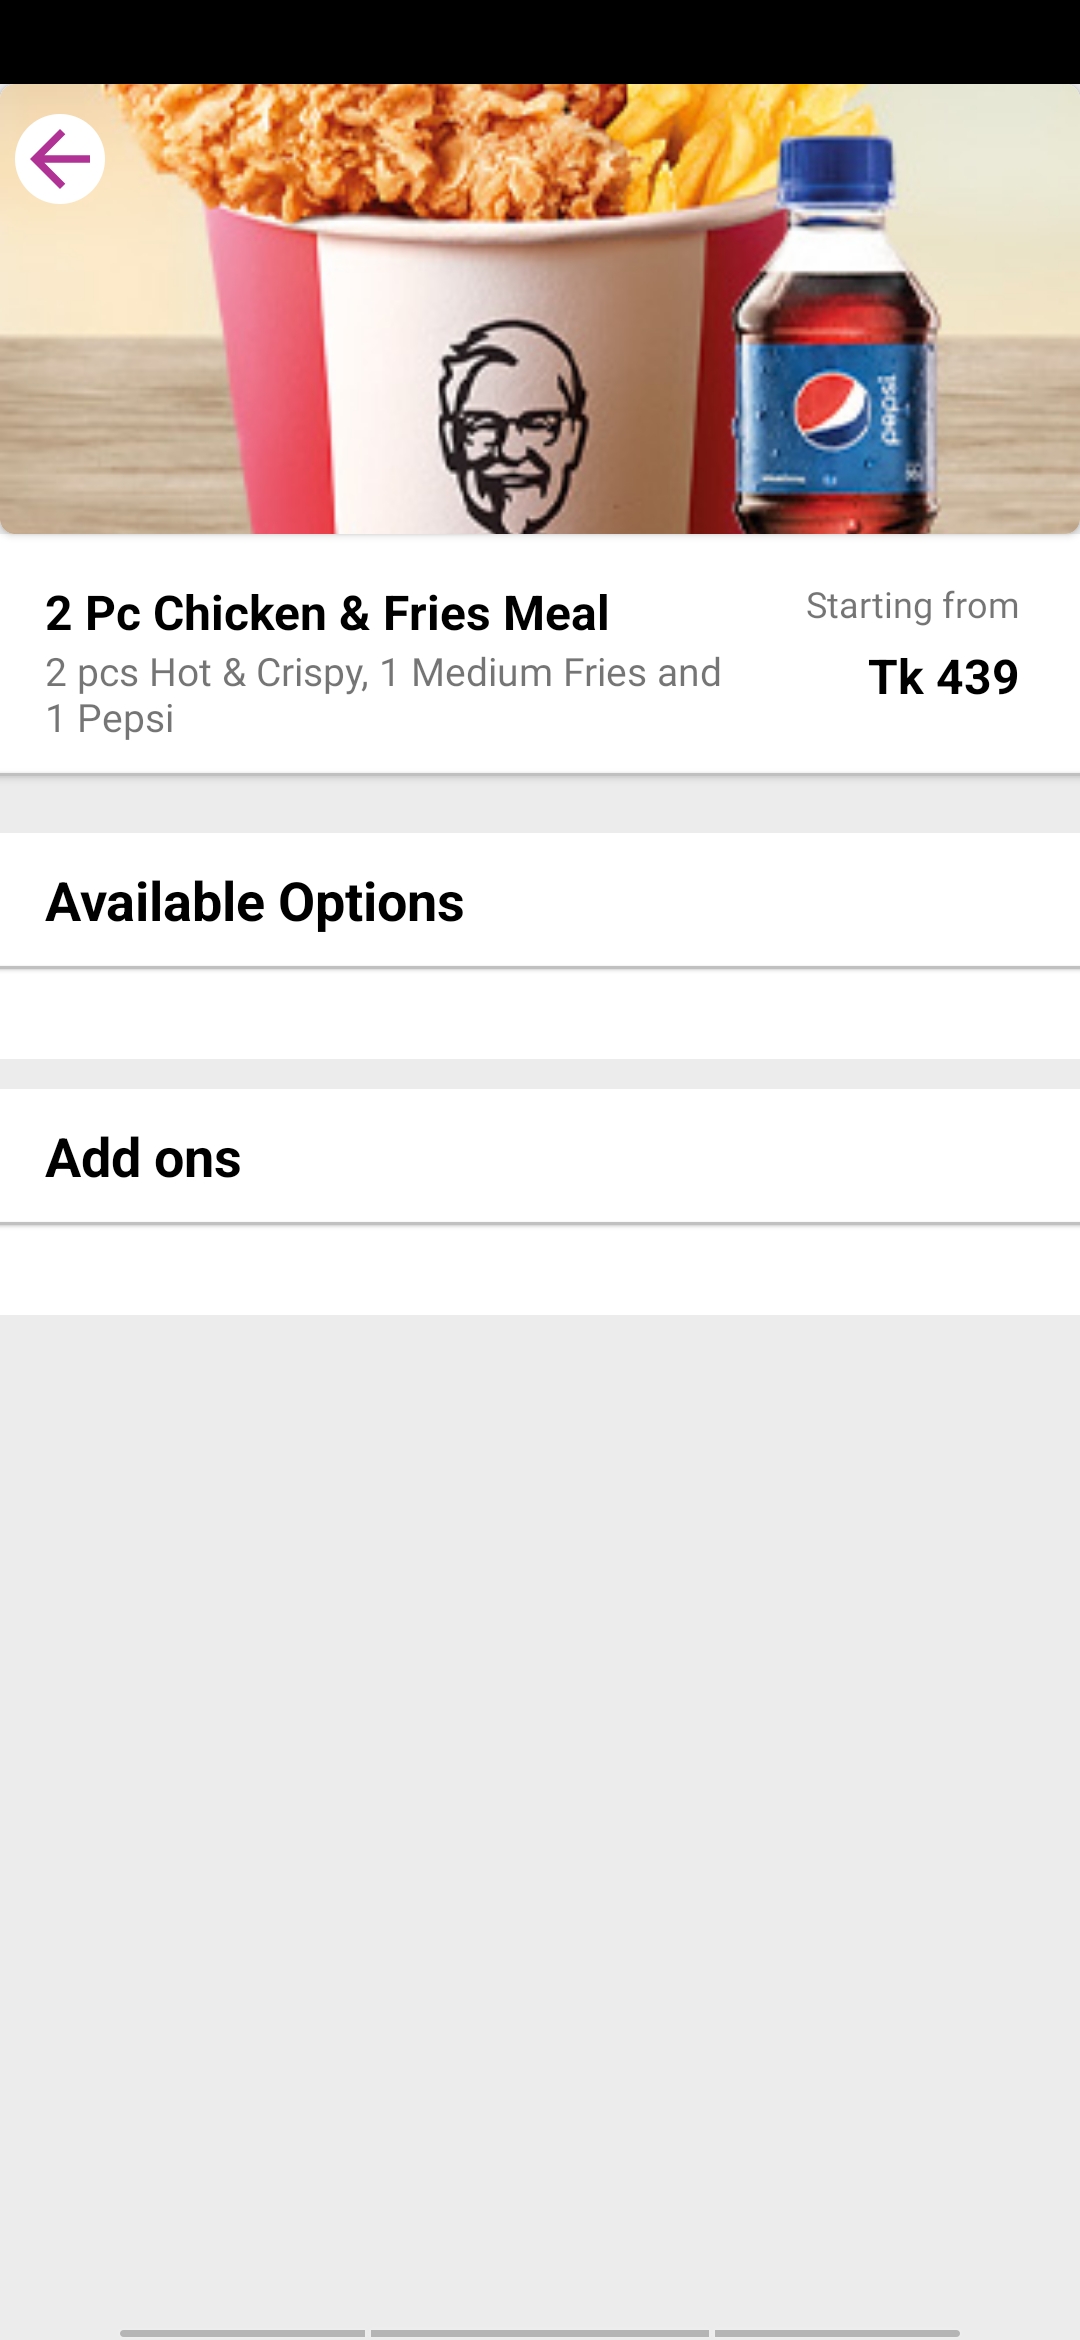 pepsi
2 Pc Chicken & Fries Meal
Starting from
2 pcs Hot & Crispy, 1 Medium Fries and
1 Pepsi
Tk 439
Available Options
Add ons